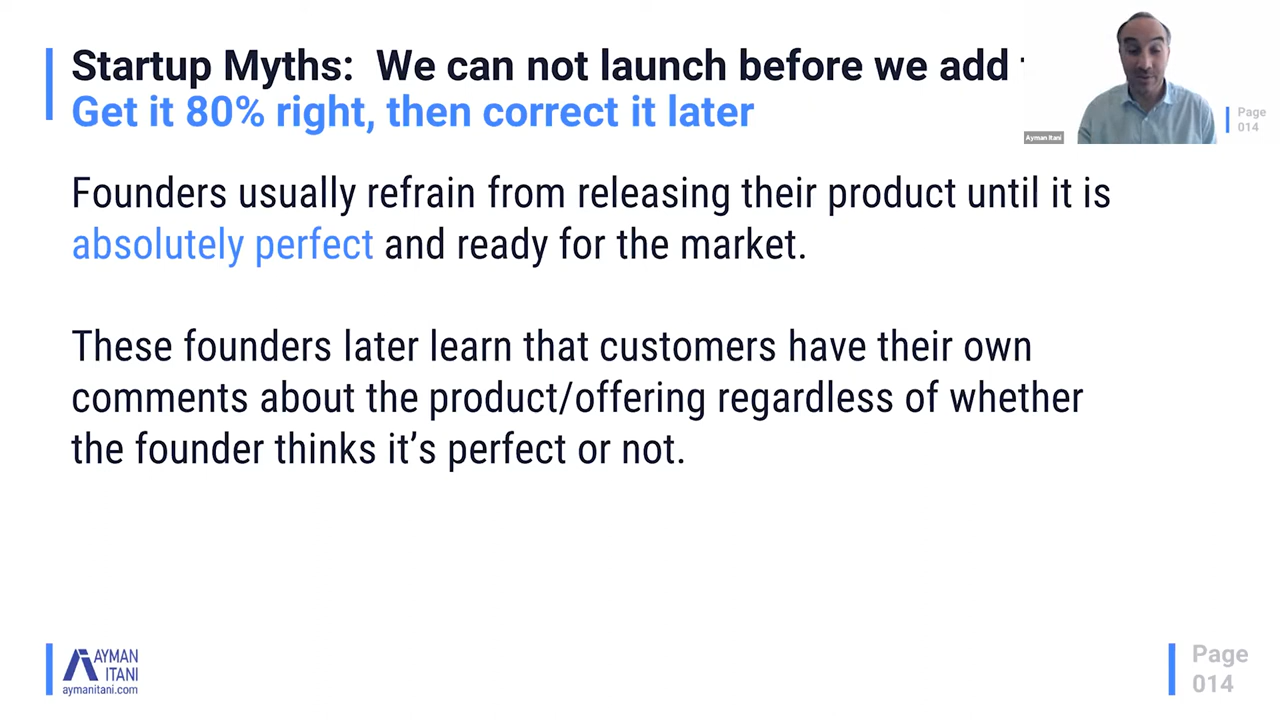 Startup Myths: We can not launch before we add
Get it 80% right, then correct it later
Ayman Itani
Page
014
Founders usually refrain from releasing their product until it is
absolutely perfect and ready for the market.
These founders later learn that customers have their own
comments about the product/offering regardless of whether
the founder thinks it’s perfect or not.
AYMAN
ITANI
aymanitani.com
Page
014